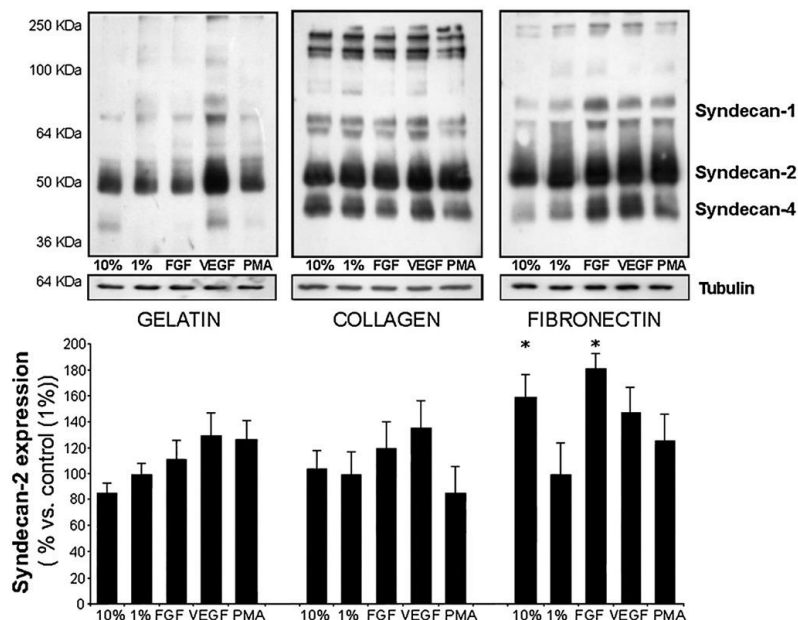 250 KDa
100 KDa
64 KDa
50 KDa
36 KDa
64 KDa
Syndecan-1
Syndecan-2
Syndecan-4
10% 1% FGF VEGF PMA
10% 1% FGF VEGF PMA
10% 1% FGF VEGF PMA
Tubulin
GELATIN COLLAGEN FIBRONECTIN
Syndecan-2 expression
( % vs. control (1%))
200
180
160
140
120
100
80
60
40
20
0
* *
10% 1% FGF VEGF PMA
10% 1% FGF VEGF PMA
10% 1% FGF VEGF PMA